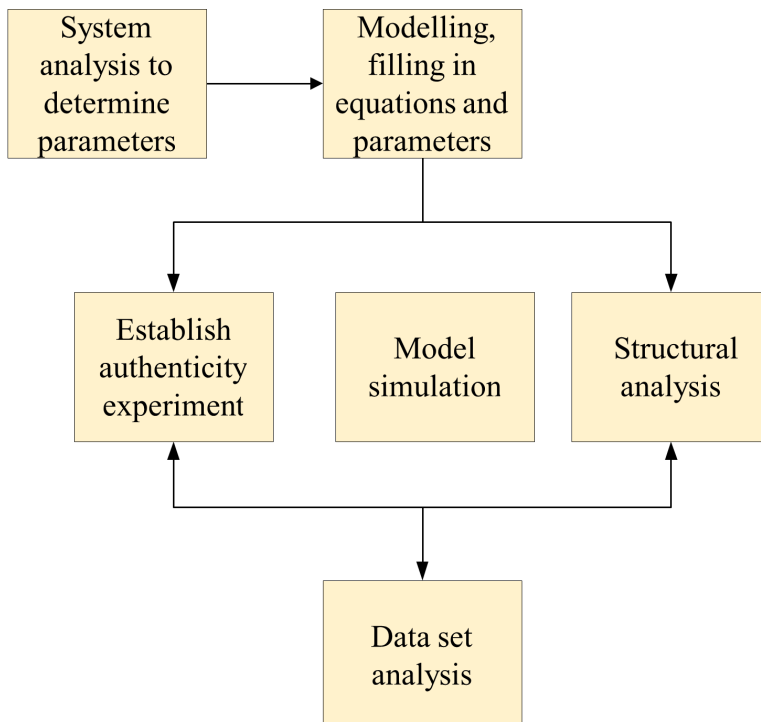 System
analysis to
determine
parameters
Modelling,
filling in
equations and
parameters
Establish
authenticity
experiment
Model
simulation
Structural
analysis
Data set
analysis